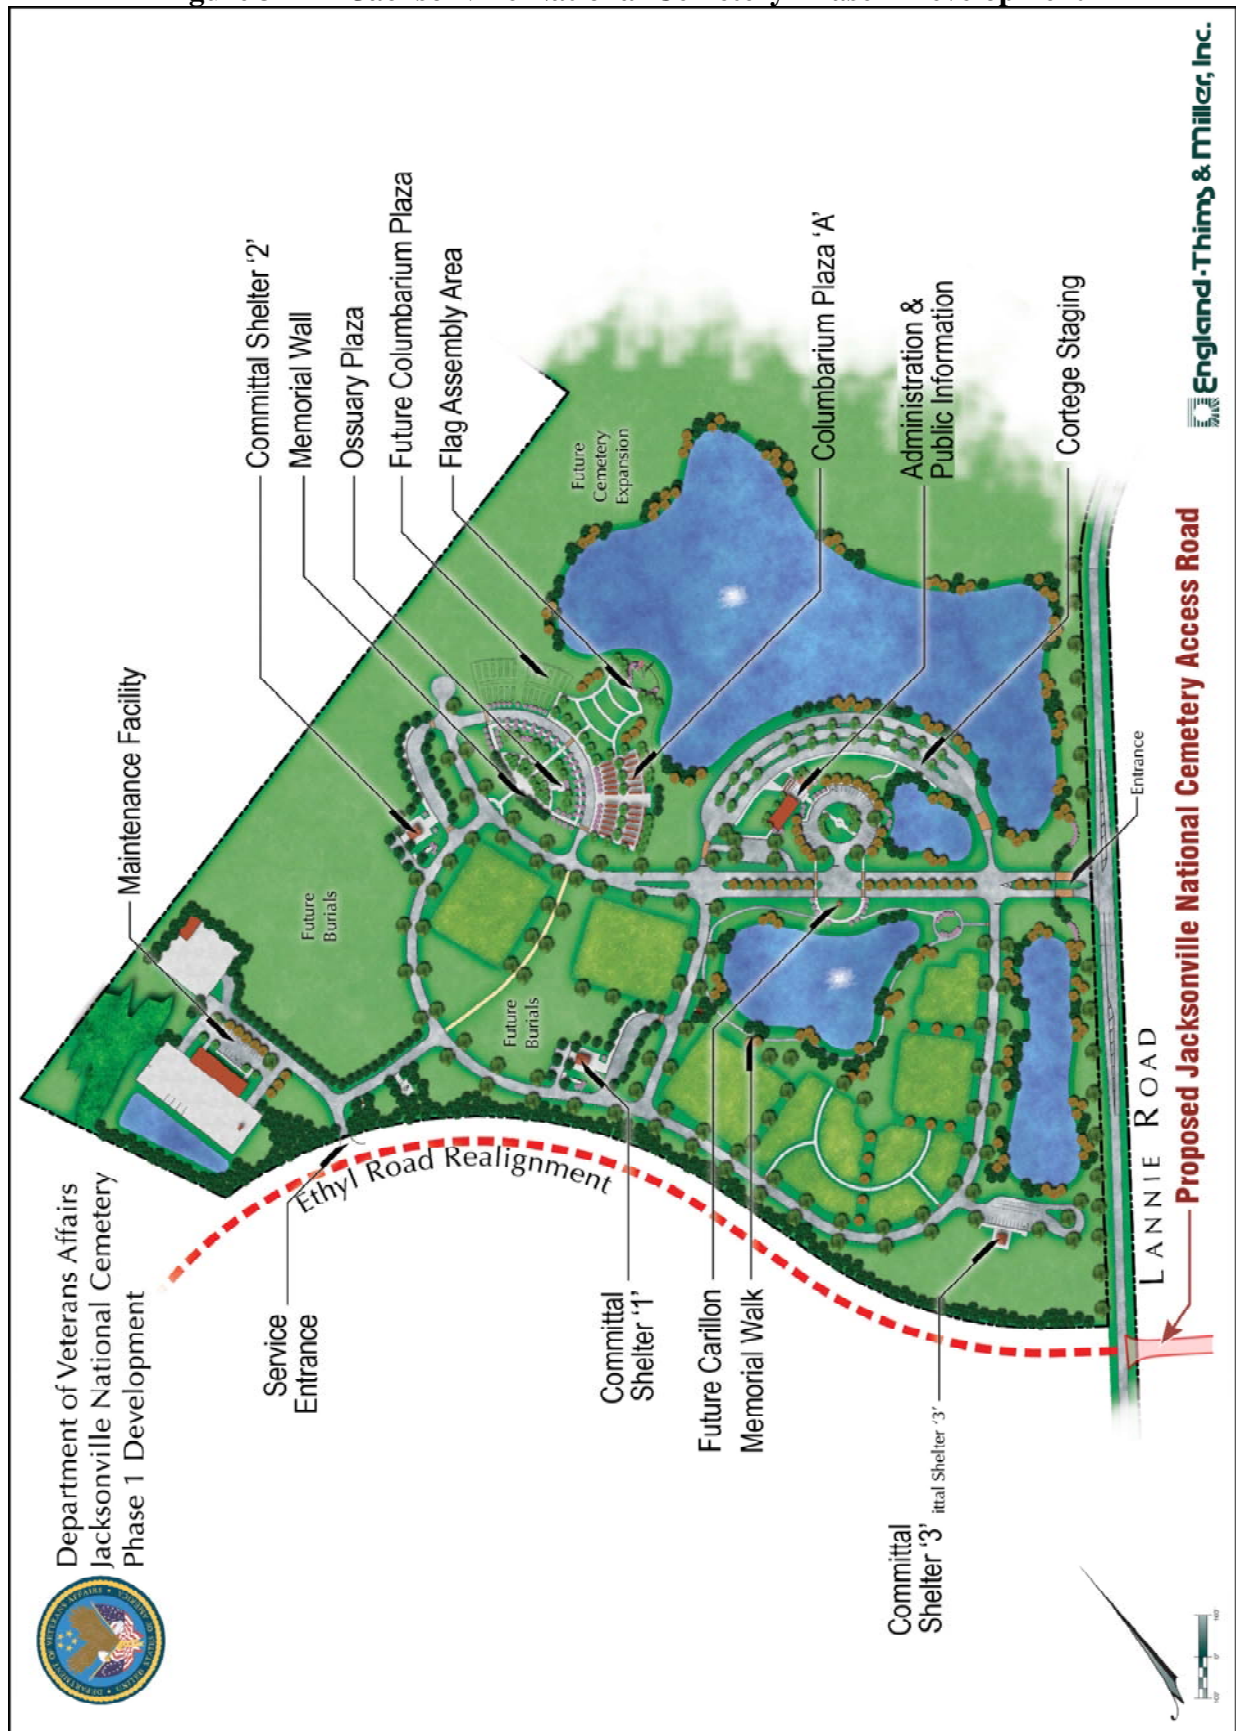 Department of Veterans Affairs
Jacksonville National Cemetery
Phase 1 Development
Maintenance Facility
Committal Shelter '2'
Memorial Wall
Ossuary Plaza
Future Columbarium Plaza
Flag Assembly Area
Future
Cemetery
Expansion
Future
Burials
Future
Burials
Service
Entrance
Ethyl Road Realignment
Committal
Shelter '1'
Future Carillon
Memorial Walk
Committal
Shelter '3'
ittal Shelter '3'
Columbarium Plaza 'A'
Administration &
Public Information
Cortege Staging
Entrance
LANNIE ROAD
Proposed Jacksonville National Cemetery Access Road
England-Thims & Miller, Inc.